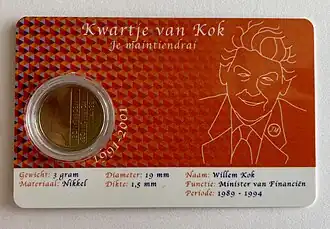 Kwartje van Kok
Je maintiendrai
1991-2001
Gewicht: 3 gram Diameter: 19 mm Naam: Willem Kok
Materiaal: Nikkel Dikte: 1,5 mm Functie: Minister van Financiën
Periode: 1989 - 1994